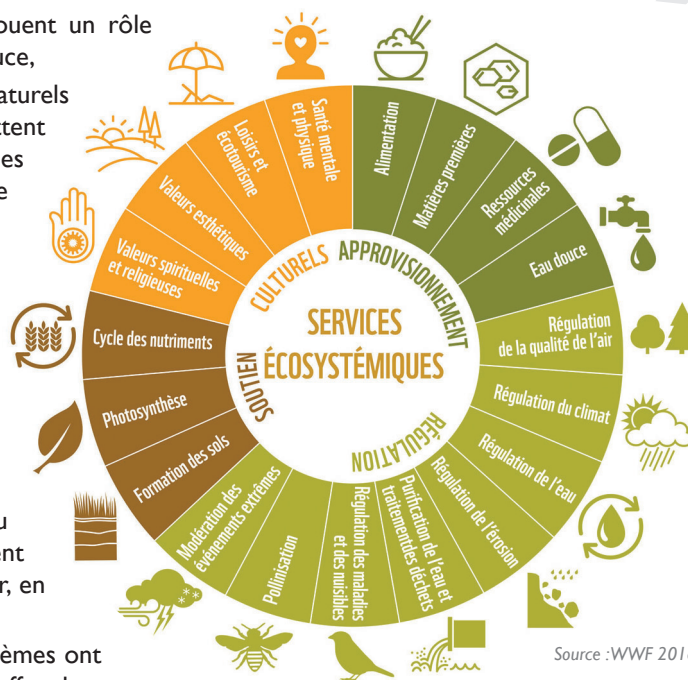 ouent un rôle
uce,
aturels
ttent
es
e
u
ent
r, en
èmes ont
SERVICES
ÉCOSYSTÉMIQUES
CULTURELS
APPROVISIONNEMENT
RÉGULATION
SOUTIEN
Alimentation
Matières premières
Ressources
médicinales
Eau douce
Régulation
de la qualité de l'air
Régulation du climat
Régulation de l'eau
Régulation de l'érosion
Purification de l'eau et
traitementdes déchets
Régulation des maladies
et des nuisibles
Pollinisation
Modération des
événements extrêmes
Formation des sols
Photosynthèse
Cycle des nutriments
Valeurs spirituelles
et religieuses
Valeurs esthétiques
Loisirs et
écotourisme
Santé mentale
et physique
Source : WWF 201